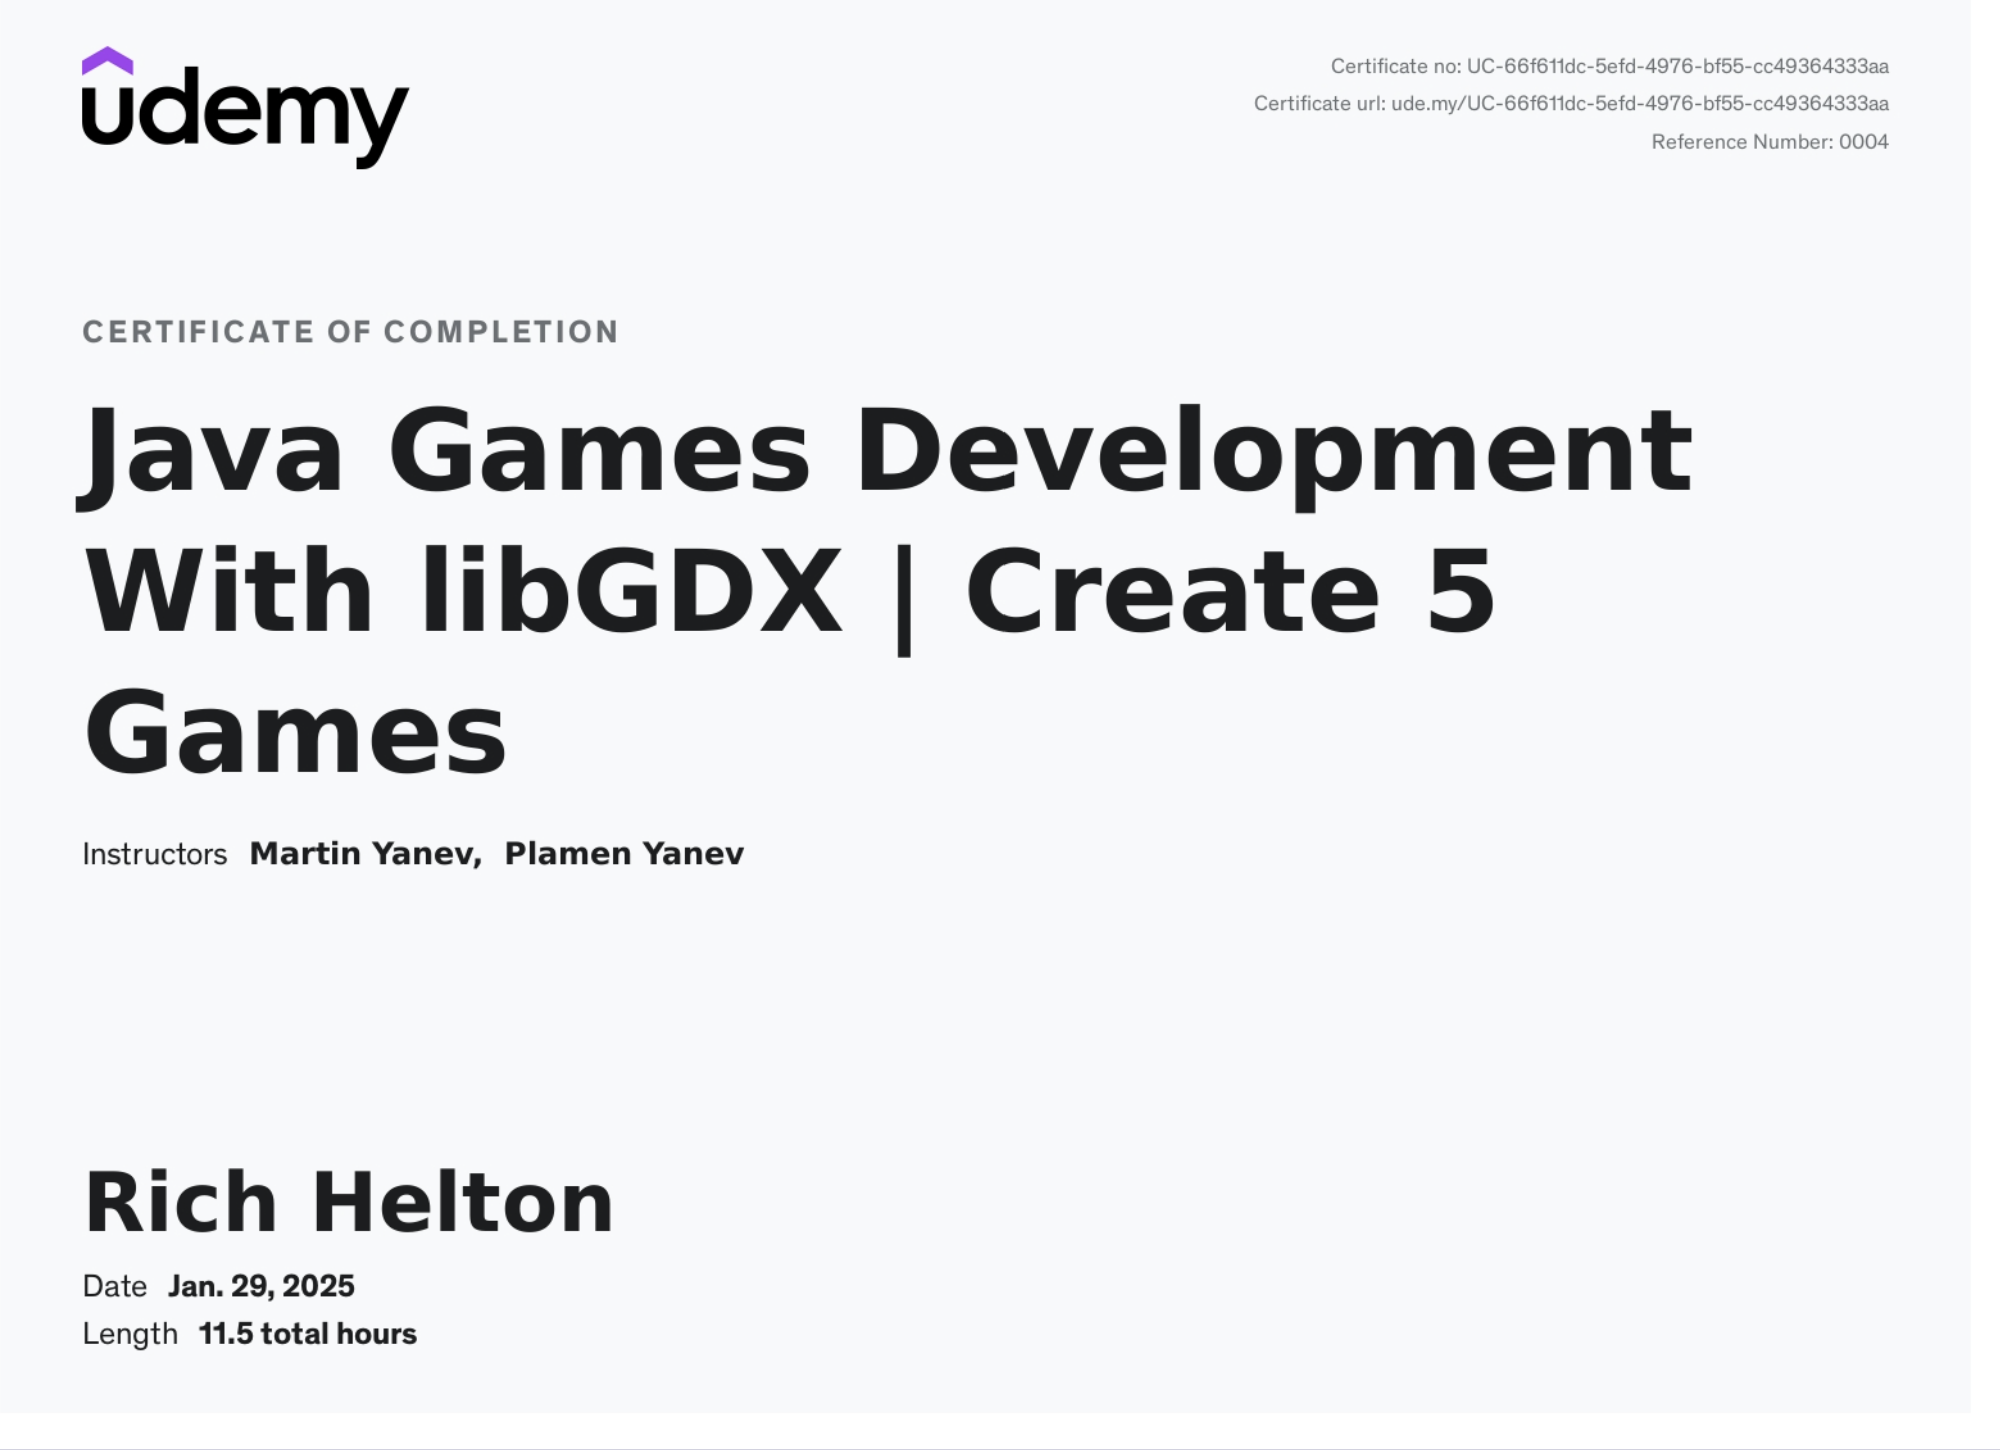 udemy
Certificate no: UC-66f611dc-5efd-4976-bf55-cc49364333aa
Certificate url: ude.my/UC-66f611dc-5efd-4976-bf55-cc49364333aa
Reference Number: 0004
CERTIFICATE OF COMPLETION
Java Games Development
With libGDX | Create 5
Games
Instructors Martin Yanev, Plamen Yanev
Rich Helton
Date Jan. 29, 2025
Length 11.5 total hours